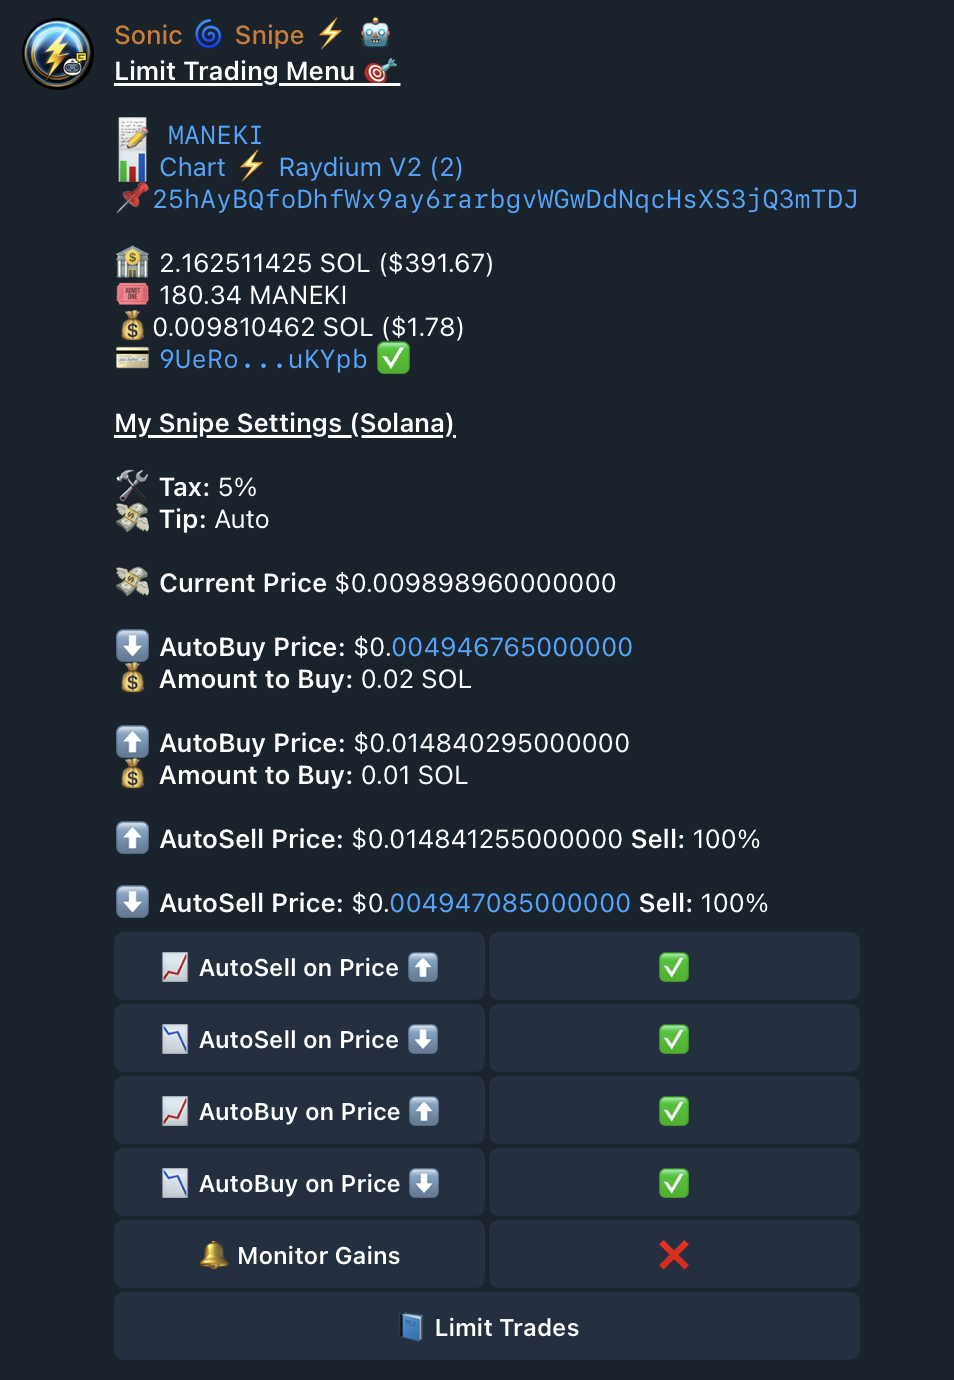 Sonic 🌀 Snipe ⚡ 🤖
Limit Trading Menu 🎯
📝 MANEKI
📊 Chart ⚡ Raydium V2 (2)
📌 25hAyBQfoDhfWx9ay6rarbgvWGwDdNqcHsXS3jQ3mTDJ
🏦 2.162511425 SOL ($391.67)
🎟 180.34 MANEKI
💰 0.009810462 SOL ($1.78)
💳 9UeRo...uKYpb ✅
My Snipe Settings (Solana)
🛠 Tax: 5%
💸 Tip: Auto
💸 Current Price $0.009898960000000
⬇️ AutoBuy Price: $0.004946765000000
💰 Amount to Buy: 0.02 SOL
⬆️ AutoBuy Price: $0.014840295000000
💰 Amount to Buy: 0.01 SOL
⬆️ AutoSell Price: $0.014841255000000 Sell: 100%
⬇️ AutoSell Price: $0.004947085000000 Sell: 100%
📈 AutoSell on Price ⬆️ ✅
📉 AutoSell on Price ⬇️ ✅
📈 AutoBuy on Price ⬆️ ✅
📉 AutoBuy on Price ⬇️ ✅
🔔 Monitor Gains ❌
📘 Limit Trades